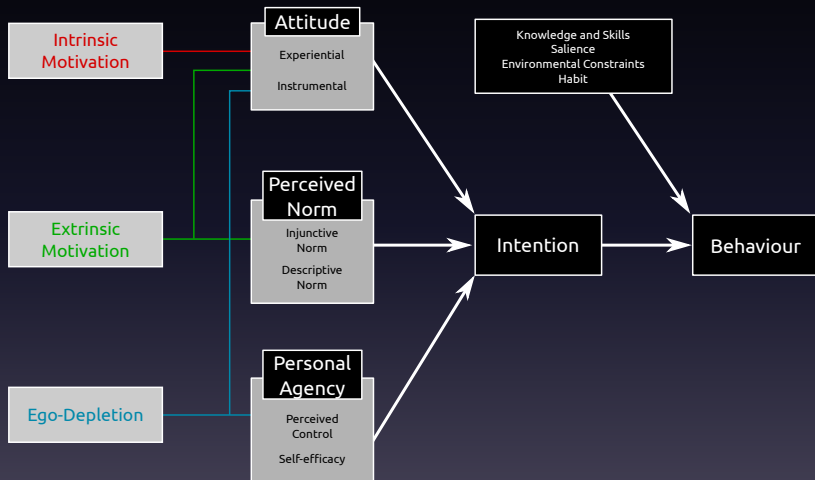 Intrinsic
Motivation
Extrinsic
Motivation
Ego-Depletion
Attitude
Experiential
Instrumental
Perceived
Norm
Injunctive
Norm
Descriptive
Norm
Personal
Agency
Perceived
Control
Self-efficacy
Knowledge and Skills
Salience
Environmental Constraints
Habit
Intention
Behaviour